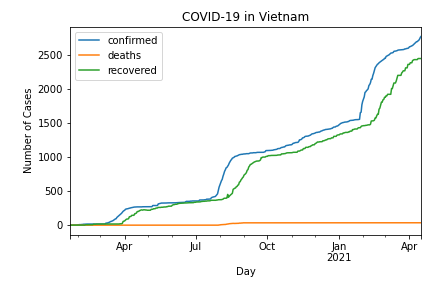 COVID-19 in Vietnam
confirmed
deaths
recovered
Number of Cases
2500
2000
1500
1000
500
0
Apr
Jul
Oct
Jan
2021
Apr
Day